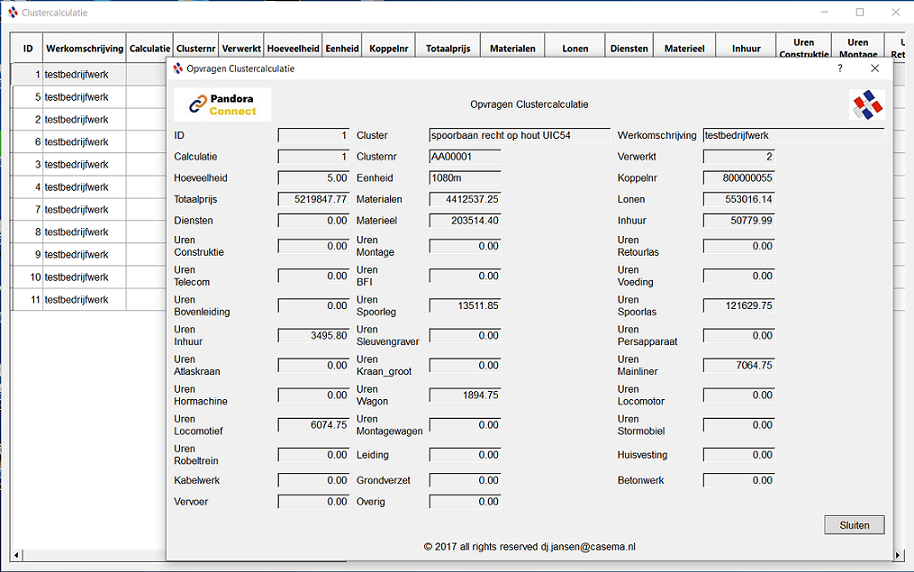 Clustercalculatie
ID Werkomschrijving Calculatie Clusternr Verwerkt Hoeveelheid Eenheid Koppelnr Totaalprijs Materialen Lonen Diensten Materieel Inhuur Uren Constructie Uren Montage
1 testbedrijfwerk
5 testbedrijfwerk
2 testbedrijfwerk
6 testbedrijfwerk
3 testbedrijfwerk
4 testbedrijfwerk
7 testbedrijfwerk
8 testbedrijfwerk
9 testbedrijfwerk
10 testbedrijfwerk
11 testbedrijfwerk
Opvragen Clustercalculatie ?
Pandora
Connect
Opvragen Clustercalculatie
ID 1 Cluster spoorbaan recht op hout UIC54 Werkomschrijving testbedrijfwerk
Calculatie 1 Clusternr AA00001 Verwerkt 2
Hoeveelheid 5.00 Eenheid 1080m Koppelnr 800000055
Totaalprijs 5219847.77 Materialen 4412537.25 Lonen 553016.14
Diensten 0.00 Materieel 203514.40 Inhuur 50779.99
Uren Constructie 0.00 Uren Montage 0.00 Uren Retourlas 0.00
Uren Telecom 0.00 Uren BFI 0.00 Uren Voeding 0.00
Uren Bovenleiding 0.00 Uren Spoorleg 13511.85 Uren Spoorlas 121629.75
Uren Inhuur 3495.80 Uren Sleuvengraver 0.00 Uren Persapparaat 0.00
Uren Atlaskraan 0.00 Uren Kraan_groot 0.00 Uren Mainliner 7064.75
Uren Hormachine 0.00 Uren Wagon 1894.75 Uren Locomotor 0.00
Uren Locomotief 6074.75 Uren Montagewagen 0.00 Uren Stormobiel 0.00
Uren Robeltrein 0.00 Leiding 0.00 Huisvesting 0.00
Kabelwerk 0.00 Grondverzet 0.00 Betonwerk 0.00
Vervoer 0.00 Overig 0.00
Sluiten
© 2017 all rights reserved dj.jansen@casema.nl